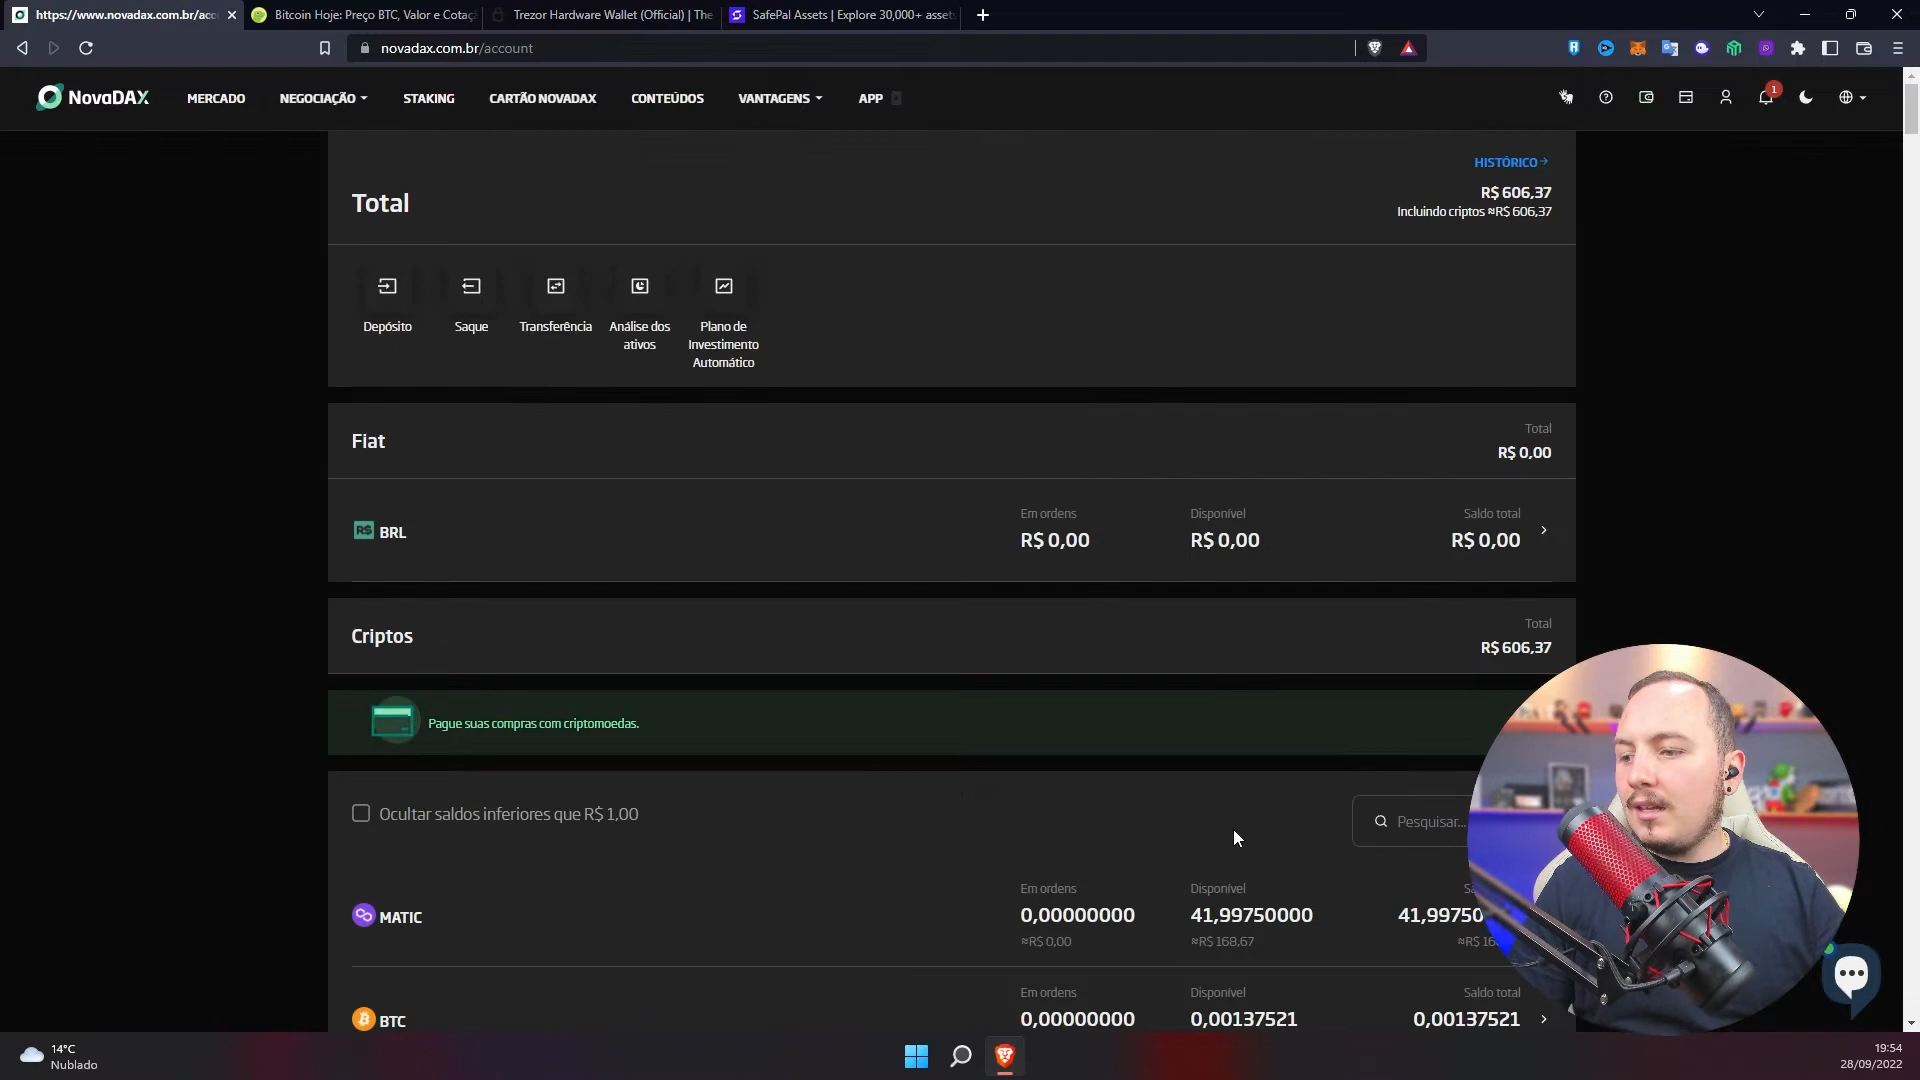 https://www.novadax.com.br/acc
Bitcoin Hoje: Preço BTC, Valor e Cotaç
Trezor Hardware Wallet (Official) | The
SafePal Assets | Explore 30,000+ asset
novadax.com.br/account
NovaDAX
MERCADO
NEGOCIAÇÃO
STAKING
CARTÃO NOVADAX
CONTEÚDOS
VANTAGENS
APP
1
HISTÓRICO
Total
R$ 606,37
Incluindo criptos ≈R$ 606,37
Depósito
Saque
Transferência
Análise dos
ativos
Plano de
Investimento
Automático
Fiat
Total
R$ 0,00
R$ BRL
Em ordens
R$ 0,00
Disponível
R$ 0,00
Saldo total
R$ 0,00
Criptos
Total
R$ 606,37
Pague suas compras com criptomoedas.
Ocultar saldos inferiores que R$ 1,00
Pesquisar...
MATIC
Em ordens
0,00000000
≈R$ 0,00
Disponível
41,99750000
≈R$ 168,67
Sa
41,99750
≈R$ 16
BTC
Em ordens
0,00000000
Disponível
0,00137521
Saldo total
0,00137521
14°C
Nublado
19:54
28/09/2022